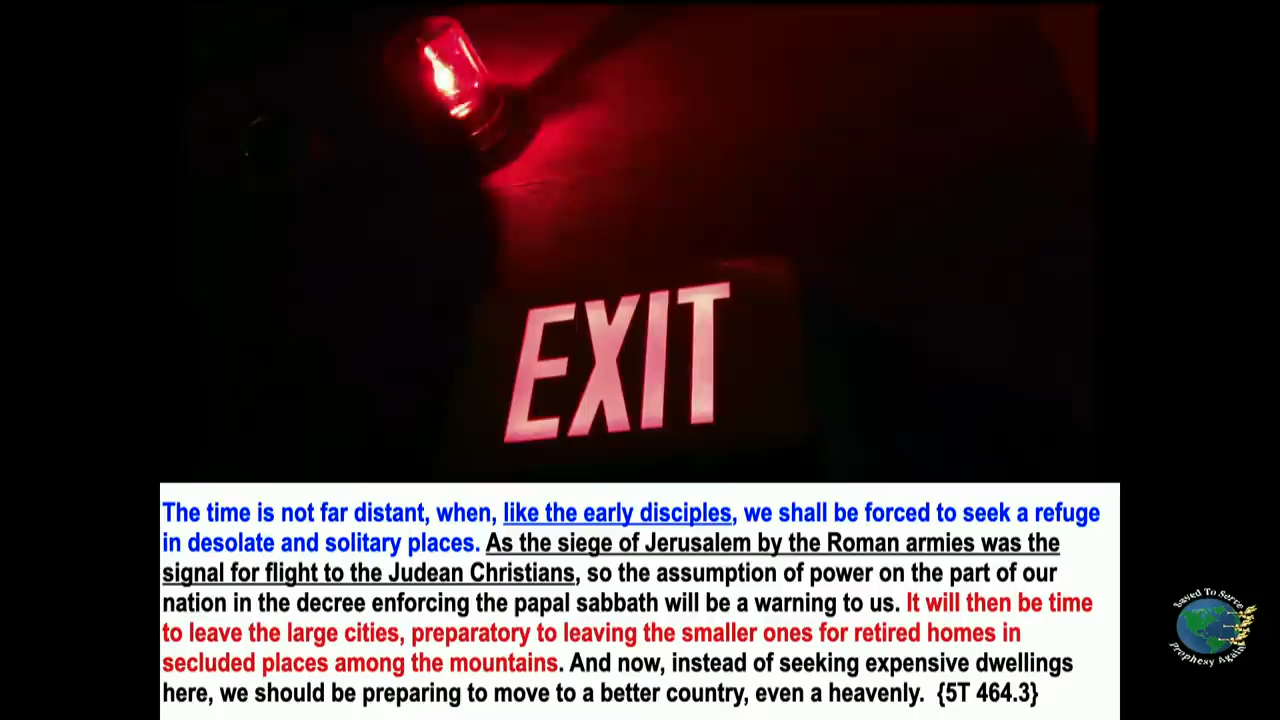 EXIT
The time is not far distant, when, like the early disciples, we shall be forced to seek a refuge
in desolate and solitary places. As the siege of Jerusalem by the Roman armies was the
signal for flight to the Judean Christians, so the assumption of power on the part of our
nation in the decree enforcing the papal sabbath will be a warning to us. It will then be time
to leave the large cities, preparatory to leaving the smaller ones for retired homes in
secluded places among the mountains. And now, instead of seeking expensive dwellings
here, we should be preparing to move to a better country, even a heavenly. {5T 464.3}
Saved To Serve
Prophesy Again